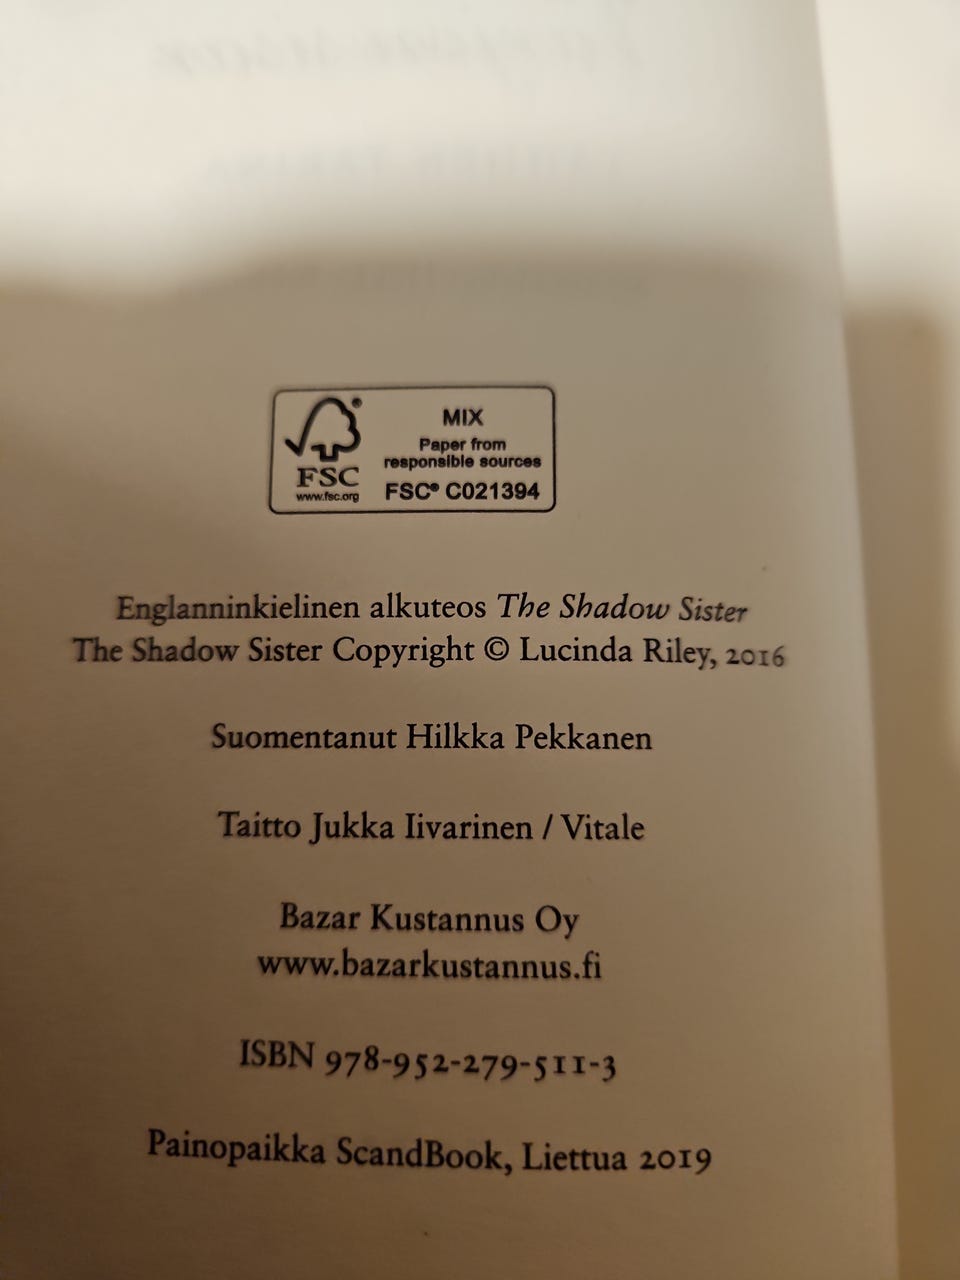 FSC®
www.fsc.org
MIX
Paper from
responsible sources
FSC® C021394
Englanninkielinen alkuteos The Shadow Sister
The Shadow Sister Copyright © Lucinda Riley, 2016
Suomentanut Hilkka Pekkanen
Taitto Jukka Iivarinen / Vitale
Bazar Kustannus Oy
www.bazarkustannus.fi
ISBN 978-952-279-511-3
Painopaikka ScandBook, Liettua 2019